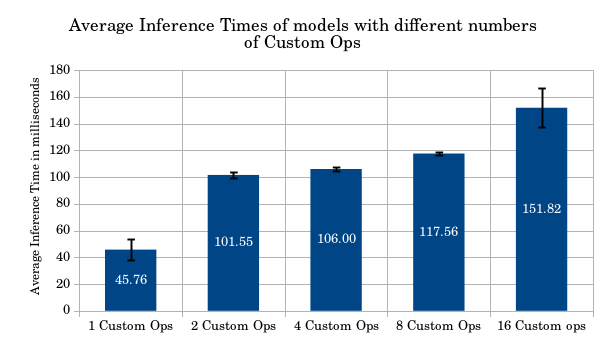 Average Inference Times of models with different numbers
of Custom Ops
Average Inference Time in milliseconds
180
160
140
120
100
80
60
40
20
0
45.76
101.55
106.00
117.56
151.82
1 Custom Ops
2 Custom Ops
4 Custom Ops
8 Custom Ops
16 Custom ops